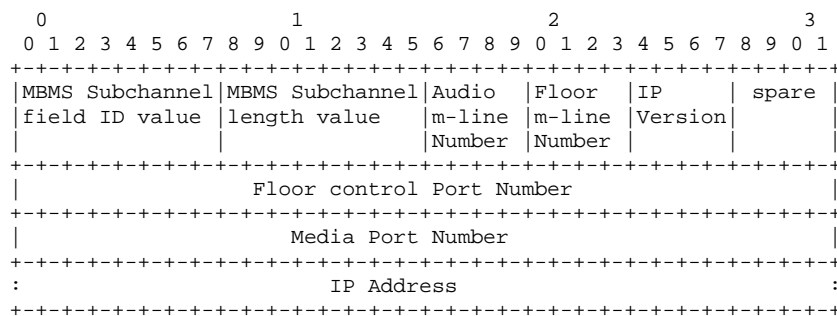 0                   1                   2                   3
 0 1 2 3 4 5 6 7 8 9 0 1 2 3 4 5 6 7 8 9 0 1 2 3 4 5 6 7 8 9 0 1
+-+-+-+-+-+-+-+-+-+-+-+-+-+-+-+-+-+-+-+-+-+-+-+-+-+-+-+-+-+-+-+-+
|MBMS Subchannel|MBMS Subchannel|Audio  |Floor  |IP     | spare |
|field ID value |length value   |m-line |m-line |Version|       |
|               |               |Number |Number |       |       |
+-+-+-+-+-+-+-+-+-+-+-+-+-+-+-+-+-+-+-+-+-+-+-+-+-+-+-+-+-+-+-+-+
|                  Floor control Port Number                    |
+-+-+-+-+-+-+-+-+-+-+-+-+-+-+-+-+-+-+-+-+-+-+-+-+-+-+-+-+-+-+-+-+
|                     Media Port Number                         |
+-+-+-+-+-+-+-+-+-+-+-+-+-+-+-+-+-+-+-+-+-+-+-+-+-+-+-+-+-+-+-+-+
:                        IP Address                             :
+-+-+-+-+-+-+-+-+-+-+-+-+-+-+-+-+-+-+-+-+-+-+-+-+-+-+-+-+-+-+-+-+